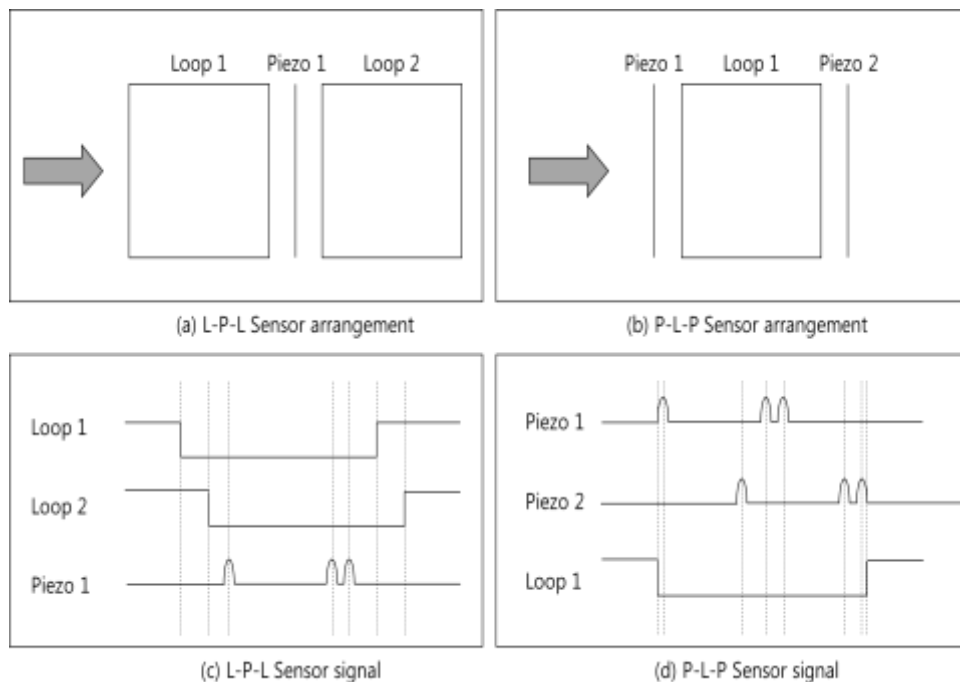 Loop 1 Piezo 1 Loop 2
(a) L-P-L Sensor arrangement
Piezo 1 Loop 1 Piezo 2
(b) P-L-P Sensor arrangement
Loop 1
Loop 2
Piezo 1
(c) L-P-L Sensor signal
Piezo 1
Piezo 2
Loop 1
(d) P-L-P Sensor signal